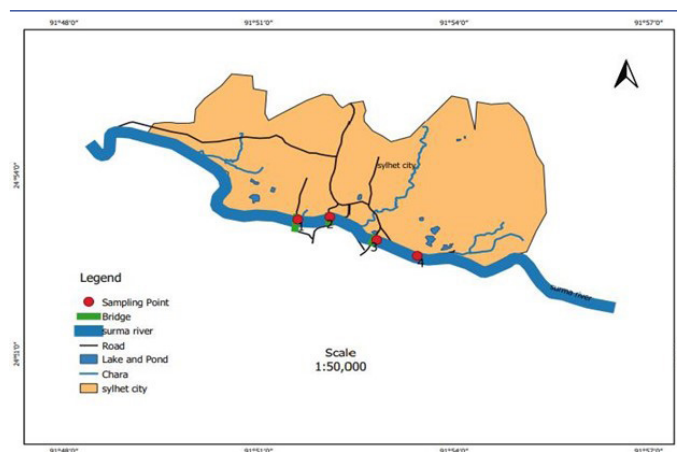 91°48'0" 91°51'0" 91°54'0" 91°57'0"
24°54'0"
sylhet city
1
2
3
4
surma river
24°51'0"
Legend
Sampling Point
Bridge
surma river
Road
Lake and Pond
Chara
sylhet city
Scale
1:50,000
91°48'0" 91°51'0" 91°54'0" 91°57'0"